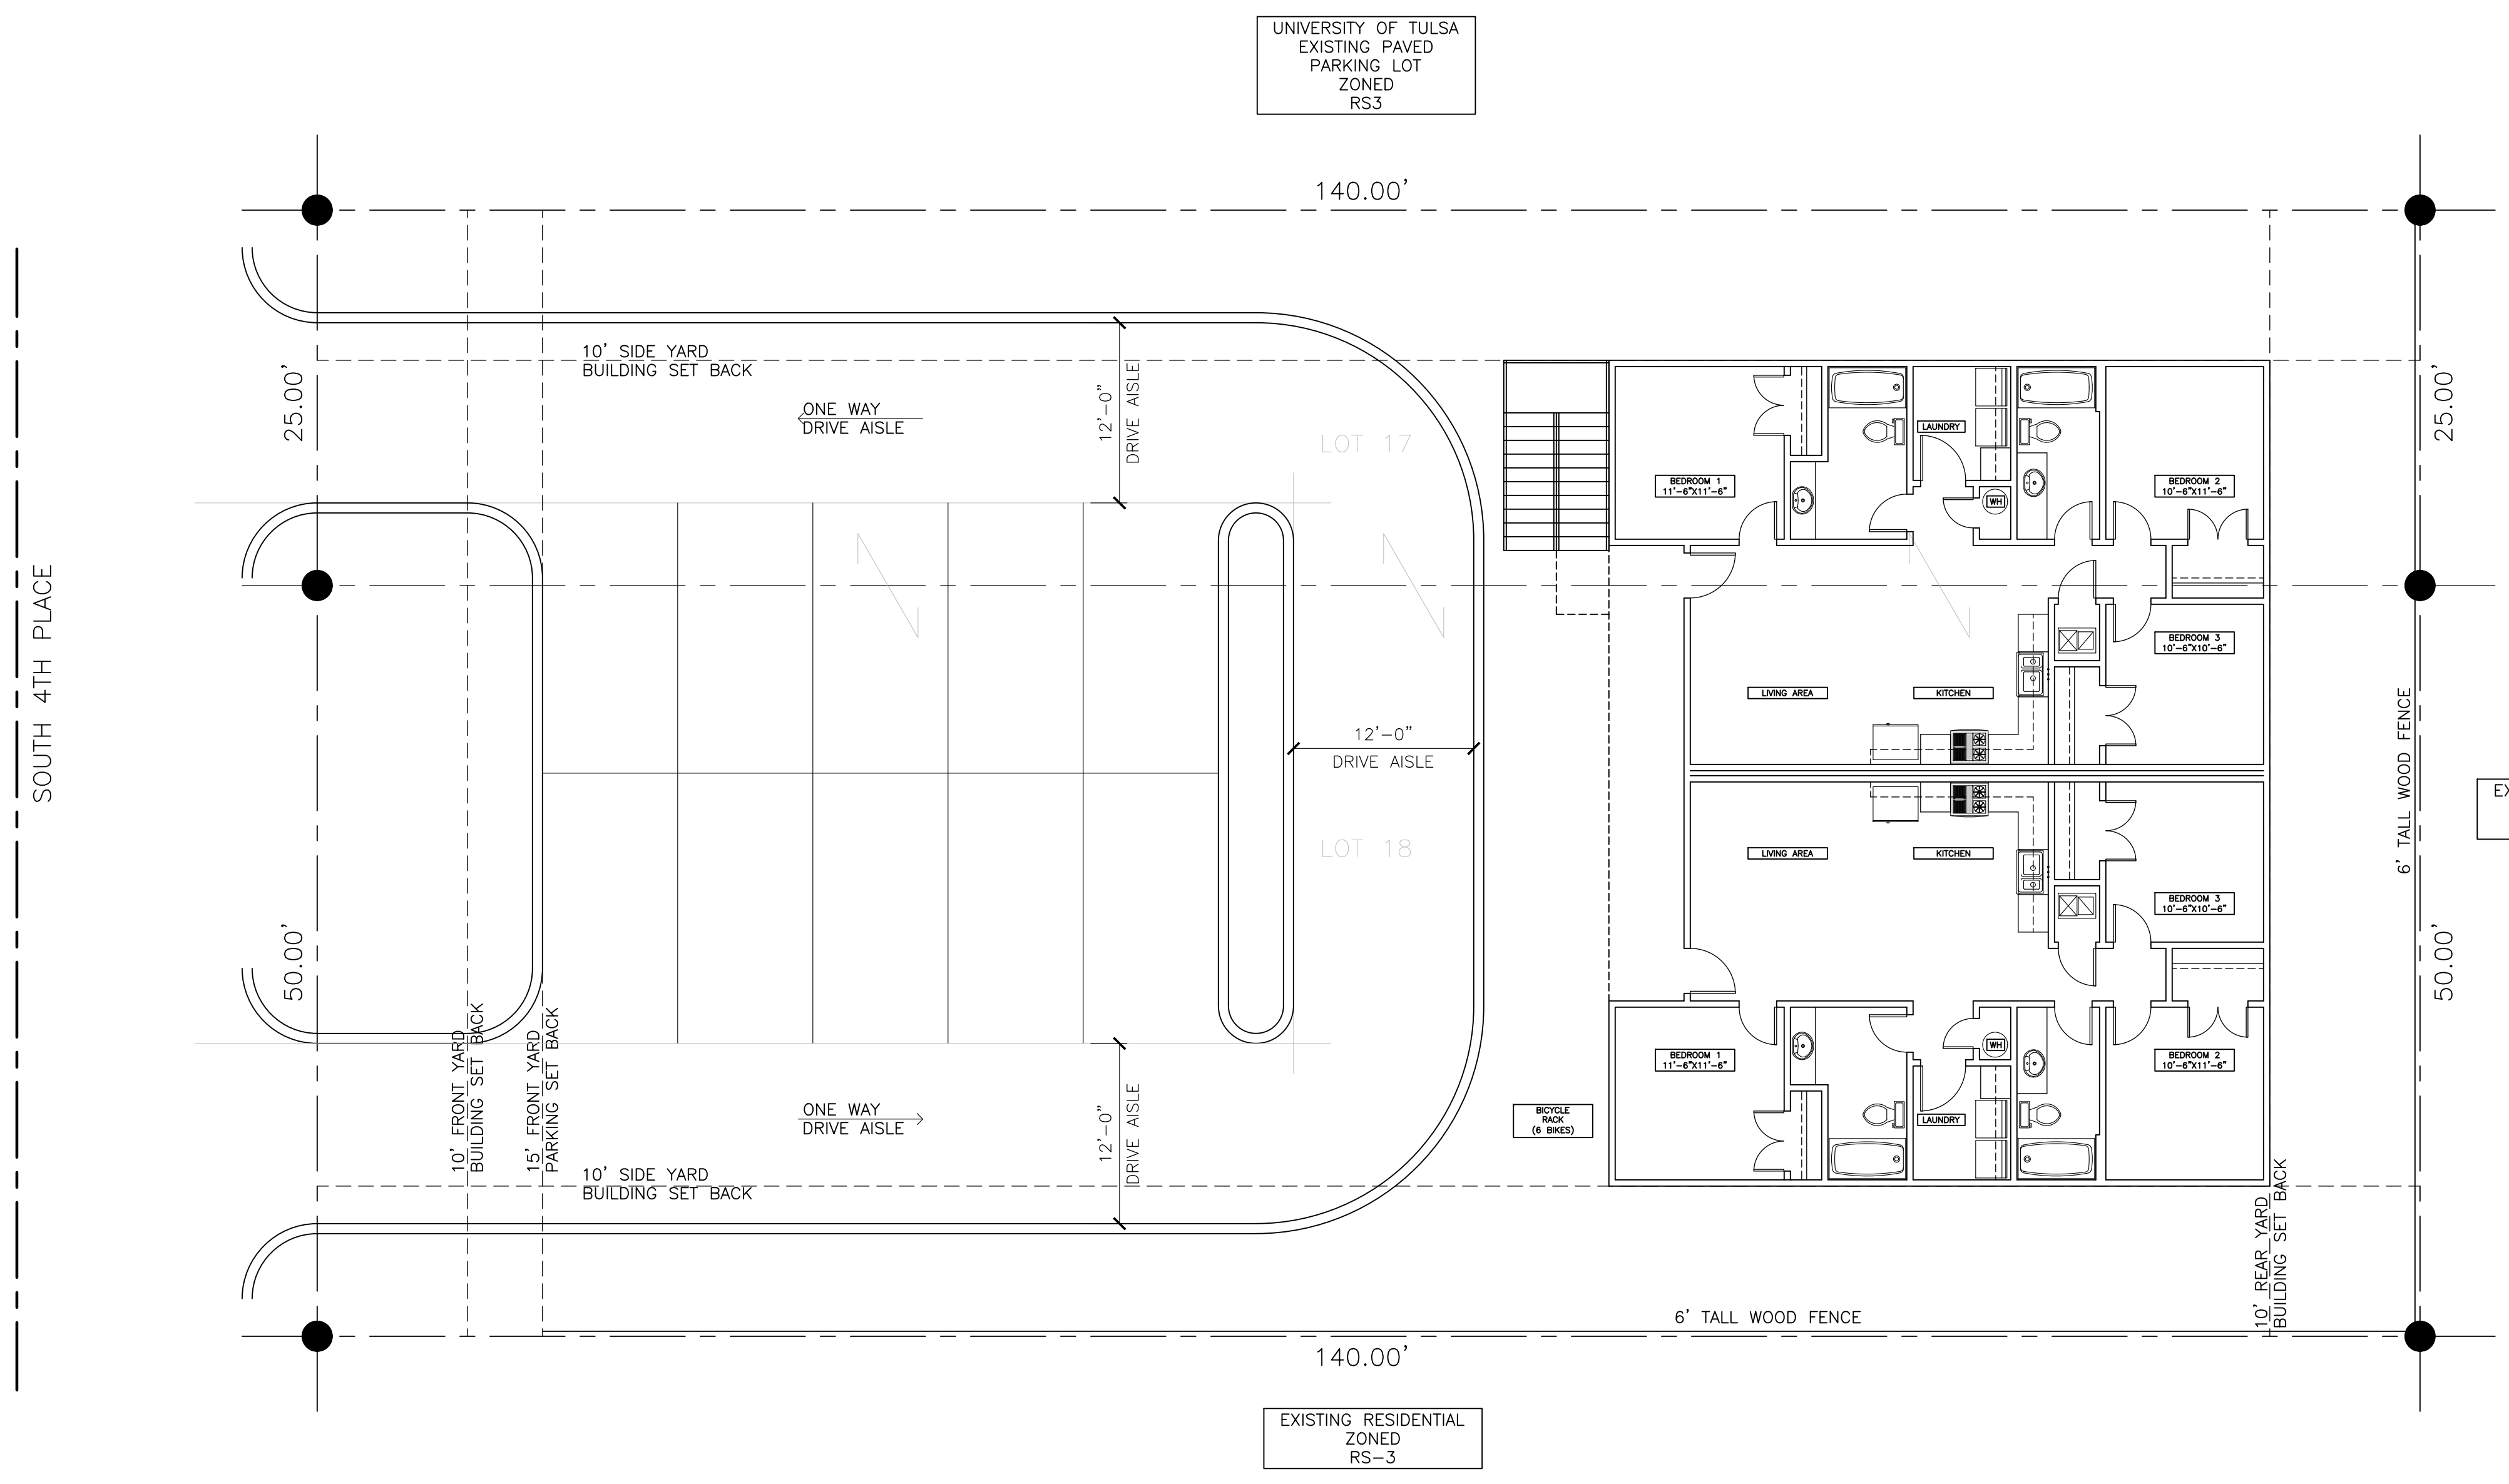 UNIVERSITY OF TULSA
EXISTING PAVED
PARKING LOT
ZONED
RS3
140.00'
10' SIDE YARD
BUILDING SET BACK
25.00'
ONE WAY
DRIVE AISLE
12'-0"
DRIVE AISLE
LOT 17
LAUNDRY
BEDROOM 1
11'-6"X11'-6"
WH
BEDROOM 2
10'-6"X11'-6"
25.00'
SOUTH 4TH PLACE
BEDROOM 3
10'-6"X10'-6"
LIVING AREA
KITCHEN
12'-0"
DRIVE AISLE
6' TALL WOOD FENCE
LOT 18
LIVING AREA
KITCHEN
BEDROOM 3
10'-6"X10'-6"
50.00'
50.00'
10' FRONT YARD
BUILDING SET BACK
15' FRONT YARD
PARKING SET BACK
ONE WAY
DRIVE AISLE
12'-0"
DRIVE AISLE
BEDROOM 1
11'-6"X11'-6"
WH
BEDROOM 2
10'-6"X11'-6"
BICYCLE
RACK
(6 BIKES)
LAUNDRY
10' SIDE YARD
BUILDING SET BACK
10' REAR YARD
BUILDING SET BACK
6' TALL WOOD FENCE
140.00'
EXISTING RESIDENTIAL
ZONED
RS-3